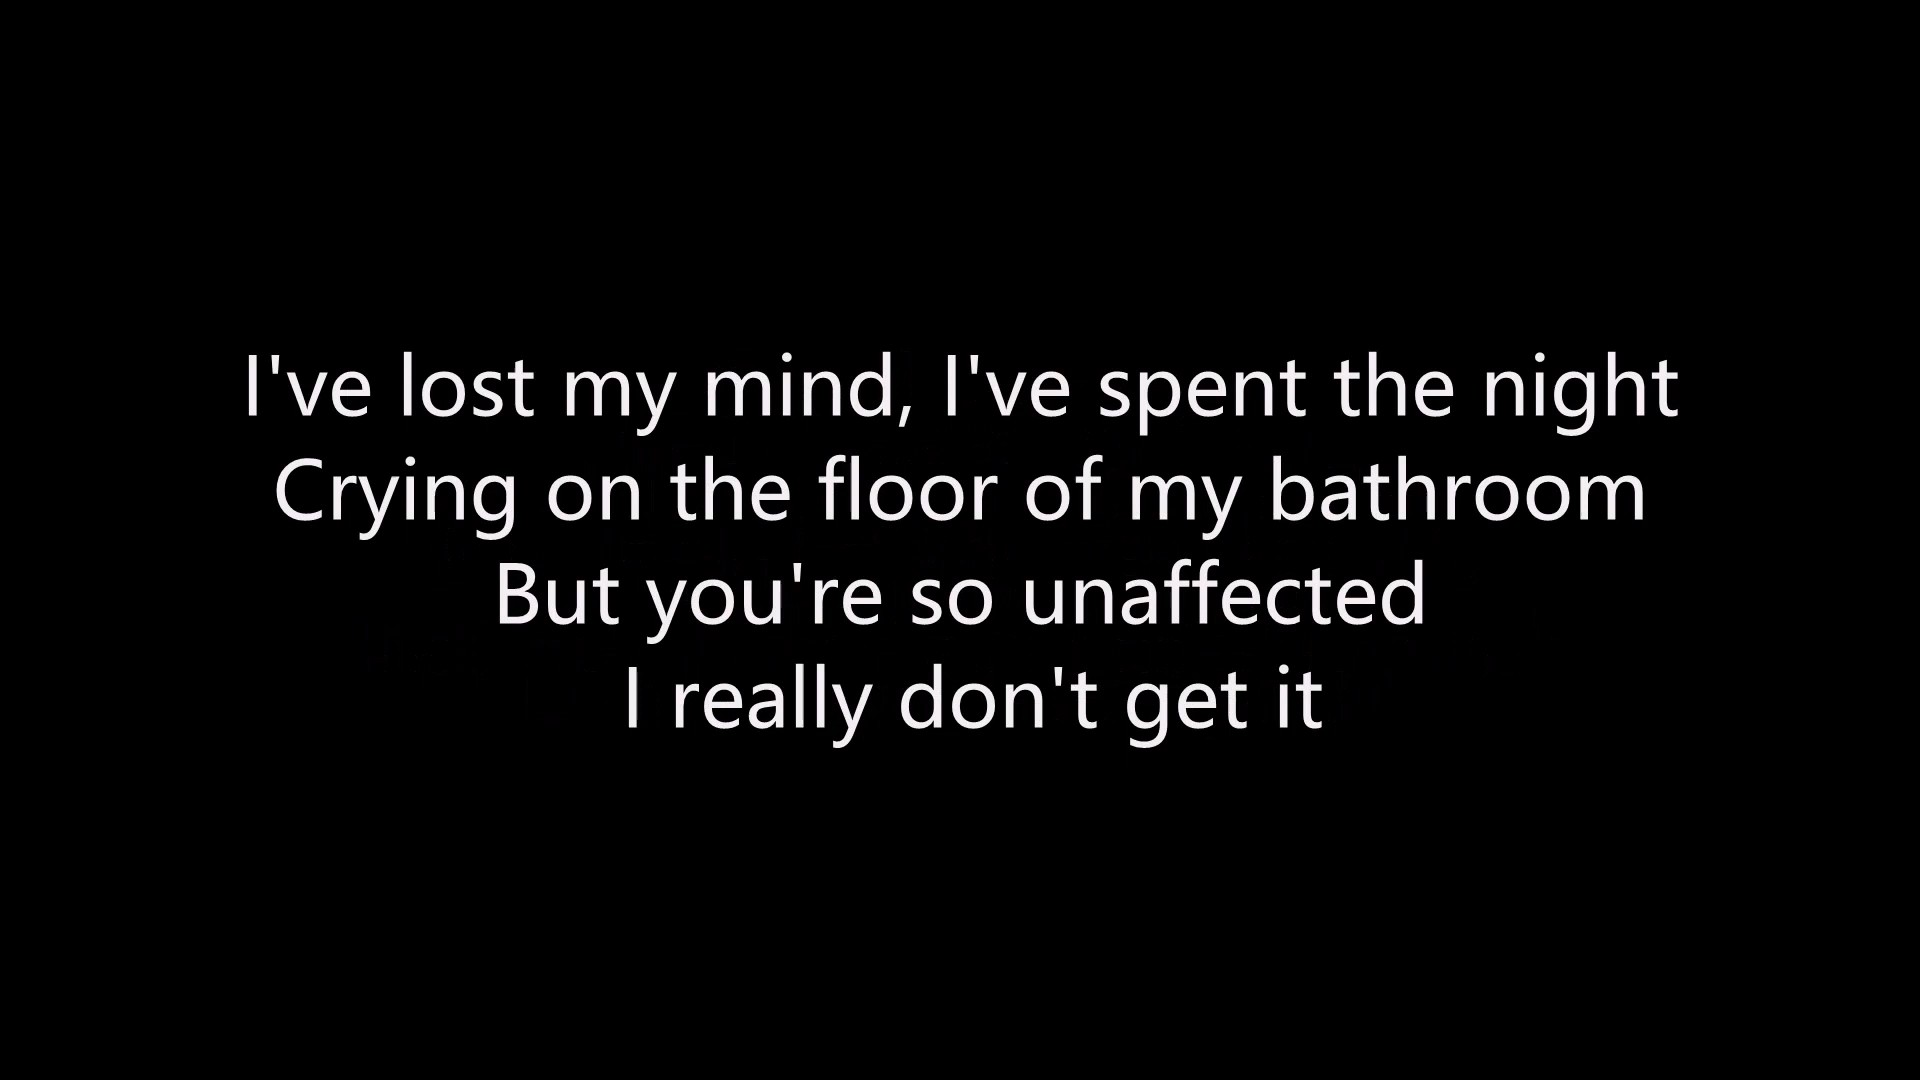 I've lost my mind, I've spent the night
Crying on the floor of my bathroom
But you're so unaffected
I really don't get it